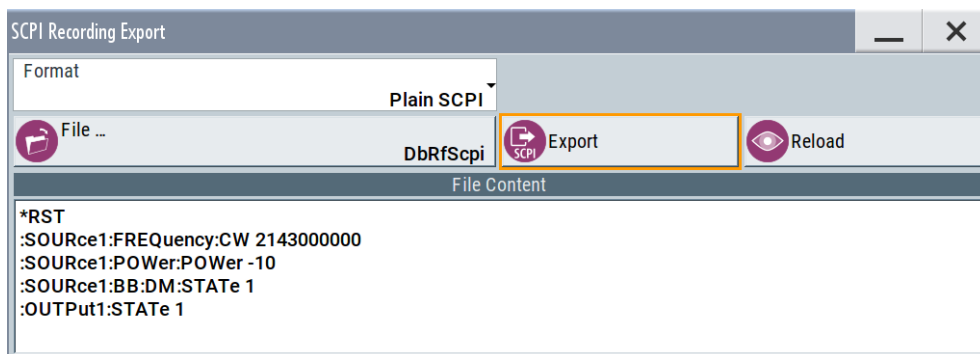 SCPI Recording Export
Format
Plain SCPI
File ...
DbRfScpi
SCPI
Export
Reload
File Content
*RST
:SOURce1:FREQuency:CW 2143000000
:SOURce1:POWer:POWer -10
:SOURce1:BB:DM:STATe 1
:OUTPut1:STATe 1